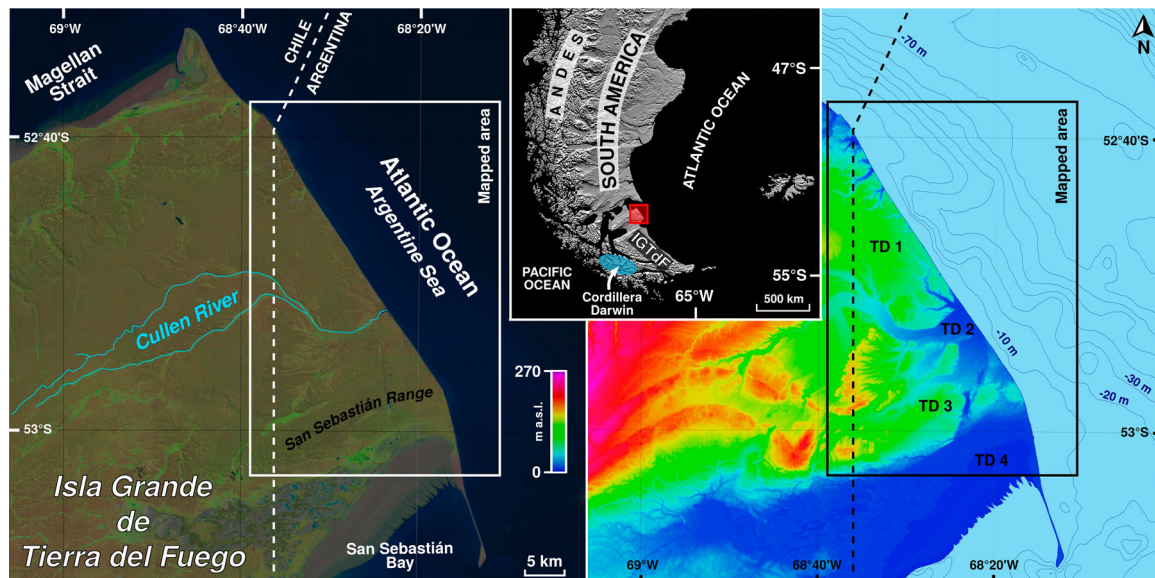 69°W
68°40'W
68°20'W
CHILE
ARGENTINA
Magellan
Strait
52°40'S
Mapped area
Atlantic Ocean
Argentine Sea
Cullen River
San Sebastián Range
53°S
Isla Grande
de
Tierra del Fuego
San Sebastián
Bay
5 km
ANDES
SOUTH AMERICA
ATLANTIC OCEAN
47°S
IGTdF
PACIFIC
OCEAN
Cordillera
Darwin
65°W
55°S
500 km
270
m a.s.l.
0
-70 m
N
52°40'S
Mapped area
TD 1
TD 2
-10 m
-30 m
-20 m
TD 3
53°S
TD 4
69°W
68°40'W
68°20'W